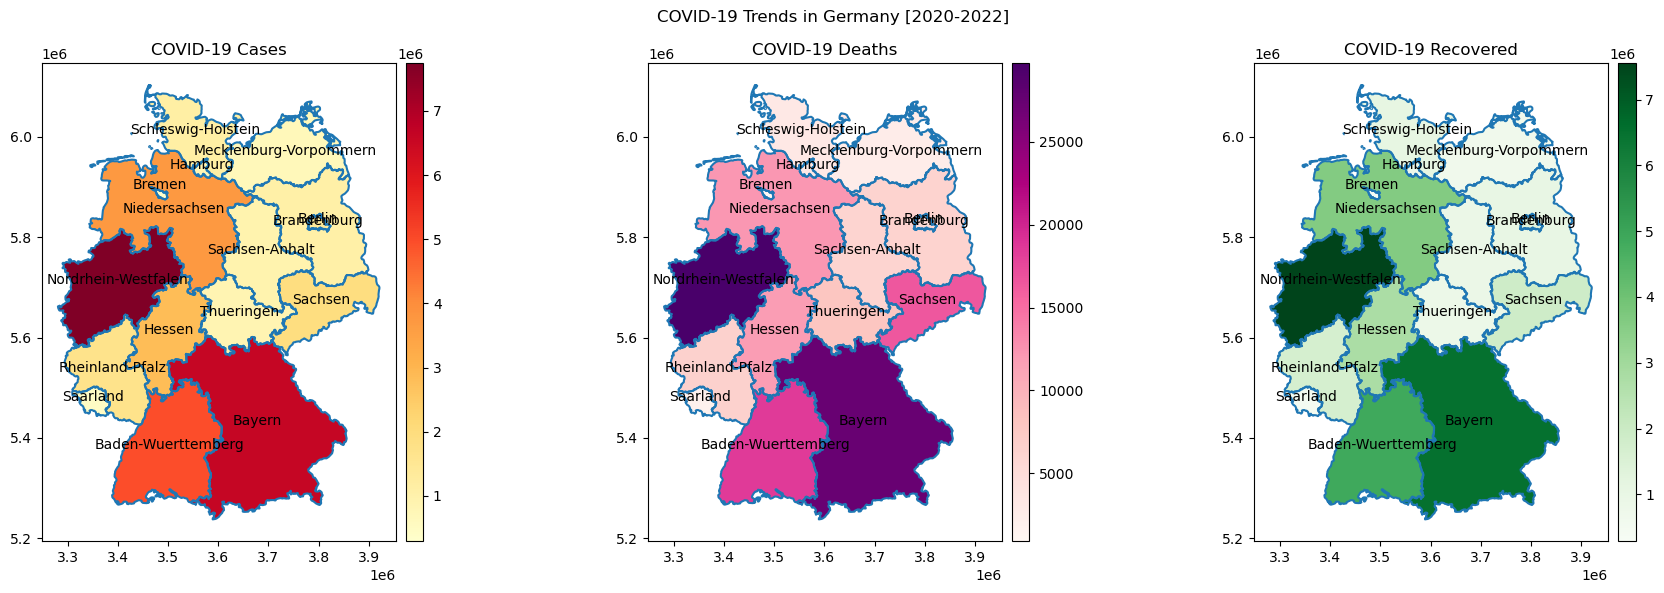 COVID-19 Trends in Germany [2020-2022]
COVID-19 Cases
1e6
1e6
6.0
5.8
5.6
5.4
5.2
3.3 3.4 3.5 3.6 3.7 3.8 3.9
1e6
Schleswig-Holstein
Mecklenburg-Vorpommern
Hamburg
Bremen
Niedersachsen
Berlin
Brandenburg
Sachsen-Anhalt
Nordrhein-Westfalen
Sachsen
Thueringen
Hessen
Rheinland-Pfalz
Saarland
Bayern
Baden-Wuerttemberg
7
6
5
4
3
2
1
COVID-19 Deaths
1e6
6.0
5.8
5.6
5.4
5.2
3.3 3.4 3.5 3.6 3.7 3.8 3.9
1e6
Schleswig-Holstein
Mecklenburg-Vorpommern
Hamburg
Bremen
Niedersachsen
Berlin
Brandenburg
Sachsen-Anhalt
Nordrhein-Westfalen
Sachsen
Thueringen
Hessen
Rheinland-Pfalz
Saarland
Bayern
Baden-Wuerttemberg
25000
20000
15000
10000
5000
COVID-19 Recovered
1e6
1e6
6.0
5.8
5.6
5.4
5.2
3.3 3.4 3.5 3.6 3.7 3.8 3.9
1e6
Schleswig-Holstein
Mecklenburg-Vorpommern
Hamburg
Bremen
Niedersachsen
Berlin
Brandenburg
Sachsen-Anhalt
Nordrhein-Westfalen
Sachsen
Thueringen
Hessen
Rheinland-Pfalz
Saarland
Bayern
Baden-Wuerttemberg
7
6
5
4
3
2
1